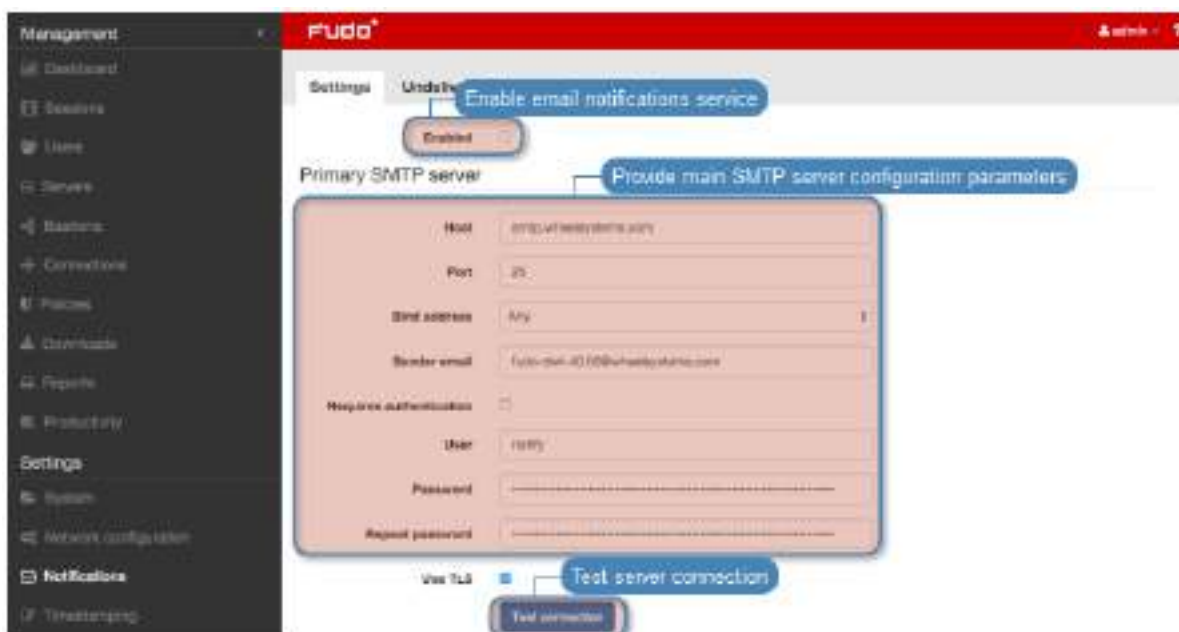 Management
FUDO
admin
Dashboard
Sessions
Settings
Enable email notifications service
Users
Enabled
Servers
Primary SMTP server
Provide main SMTP server configuration parameters
Bastions
Host
Connections
Port
25
Policies
Bind address
Any
Downloads
Sender email
Reports
Requires authentication
Productivity
User
notify
Settings
Password
System
Repeat password
Network configuration
Notifications
Use TLS
Test server connection
Timestamping
Test connection